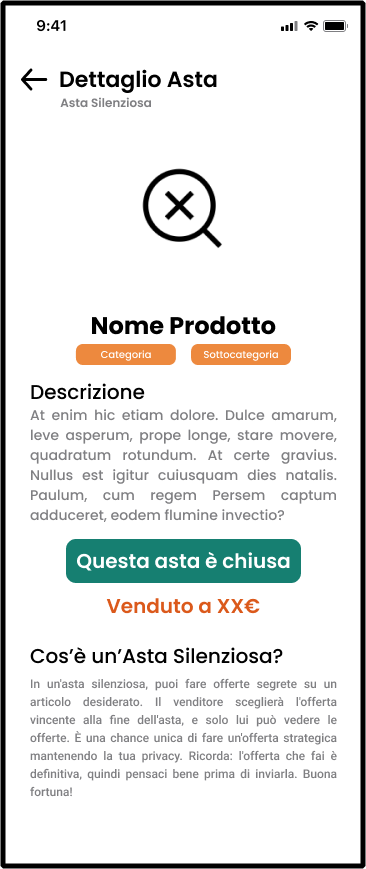 9:41
Dettaglio Asta
Asta Silenziosa
Nome Prodotto
Categoria Sottocategoria
Descrizione
At enim hic etiam dolore. Dulce amarum,
leve asperum, prope longe, stare movere,
quadratum rotundum. At certe gravius.
Nullus est igitur cuiusquam dies natalis.
Paulum, cum regem Persem captum
adduceret, eodem flumine invectio?
Questa asta è chiusa
Venduto a XX€
Cos’è un’Asta Silenziosa?
In un'asta silenziosa, puoi fare offerte segrete su un
articolo desiderato. Il venditore sceglierà l'offerta
vincente alla fine dell'asta, e solo lui può vedere le
offerte. È una chance unica di fare un'offerta strategica
mantenendo la tua privacy. Ricorda: l'offerta che fai è
definitiva, quindi pensaci bene prima di inviarla. Buona
fortuna!